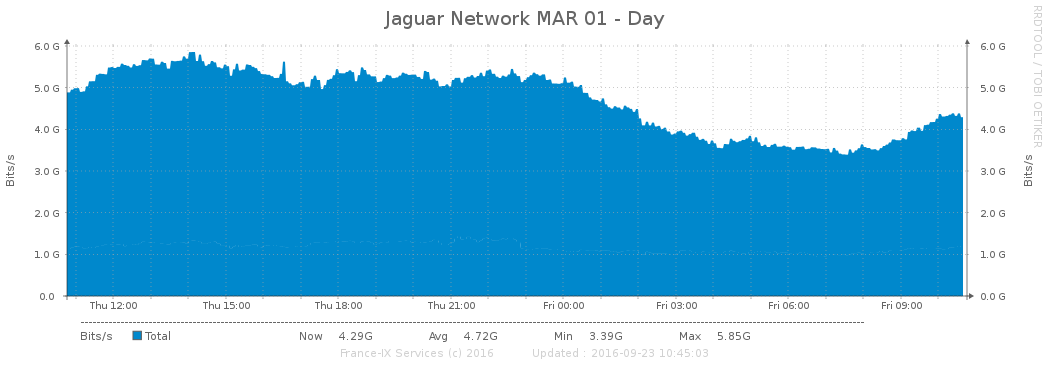 Jaguar Network MAR 01 - Day
RRDTOOL / TOBI OETIKER
Bits/s
6.0 G
5.0 G
4.0 G
3.0 G
2.0 G
1.0 G
0.0
6.0 G
5.0 G
4.0 G
3.0 G
2.0 G
1.0 G
0.0 G
Bits/s
Thu 12:00 Thu 15:00 Thu 18:00 Thu 21:00 Fri 00:00 Fri 03:00 Fri 06:00 Fri 09:00
Bits/s Total Now 4.29G Avg 4.72G Min 3.39G Max 5.85G
France-IX Services (c) 2016 Updated : 2016-09-23 10:45:03